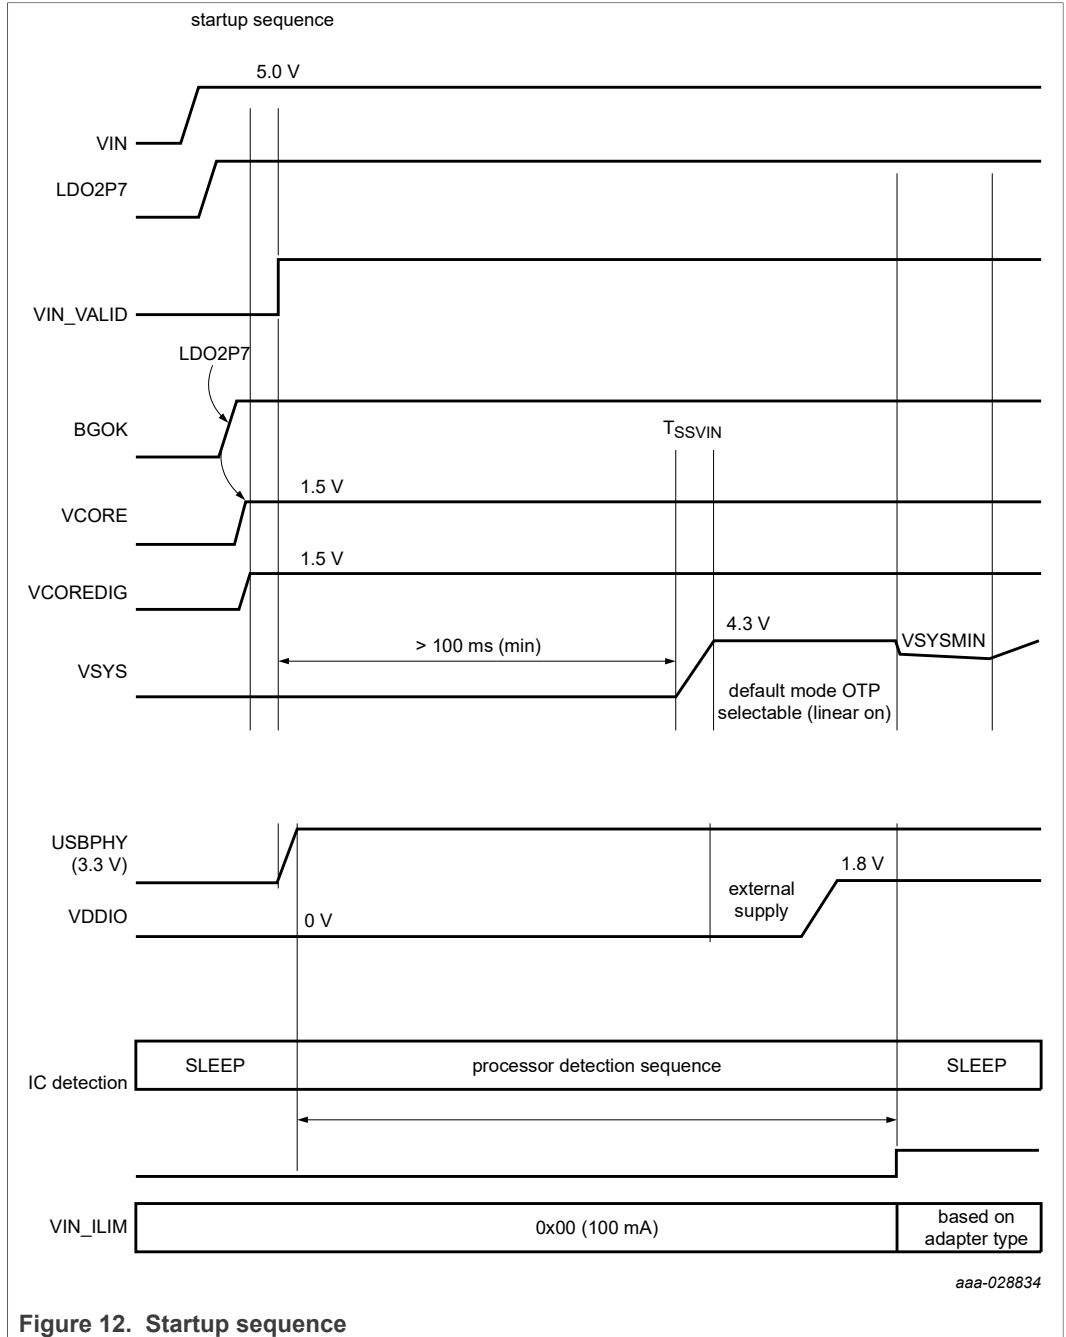 startup sequence
5.0 V
VIN
LDO2P7
VIN_VALID
LDO2P7
BGOK
TSSVIN
1.5 V
VCORE
1.5 V
VCOREDIG
4.3 V
> 100 ms (min)
VSYSMIN
VSYS
default mode OTP
selectable (linear on)
USBPHY
(3.3 V)
1.8 V
external
supply
VDDIO
0 V
SLEEP
processor detection sequence
SLEEP
IC detection
VIN_ILIM
0x00 (100 mA)
based on
adapter type
aaa-028834
Figure 12. Startup sequence